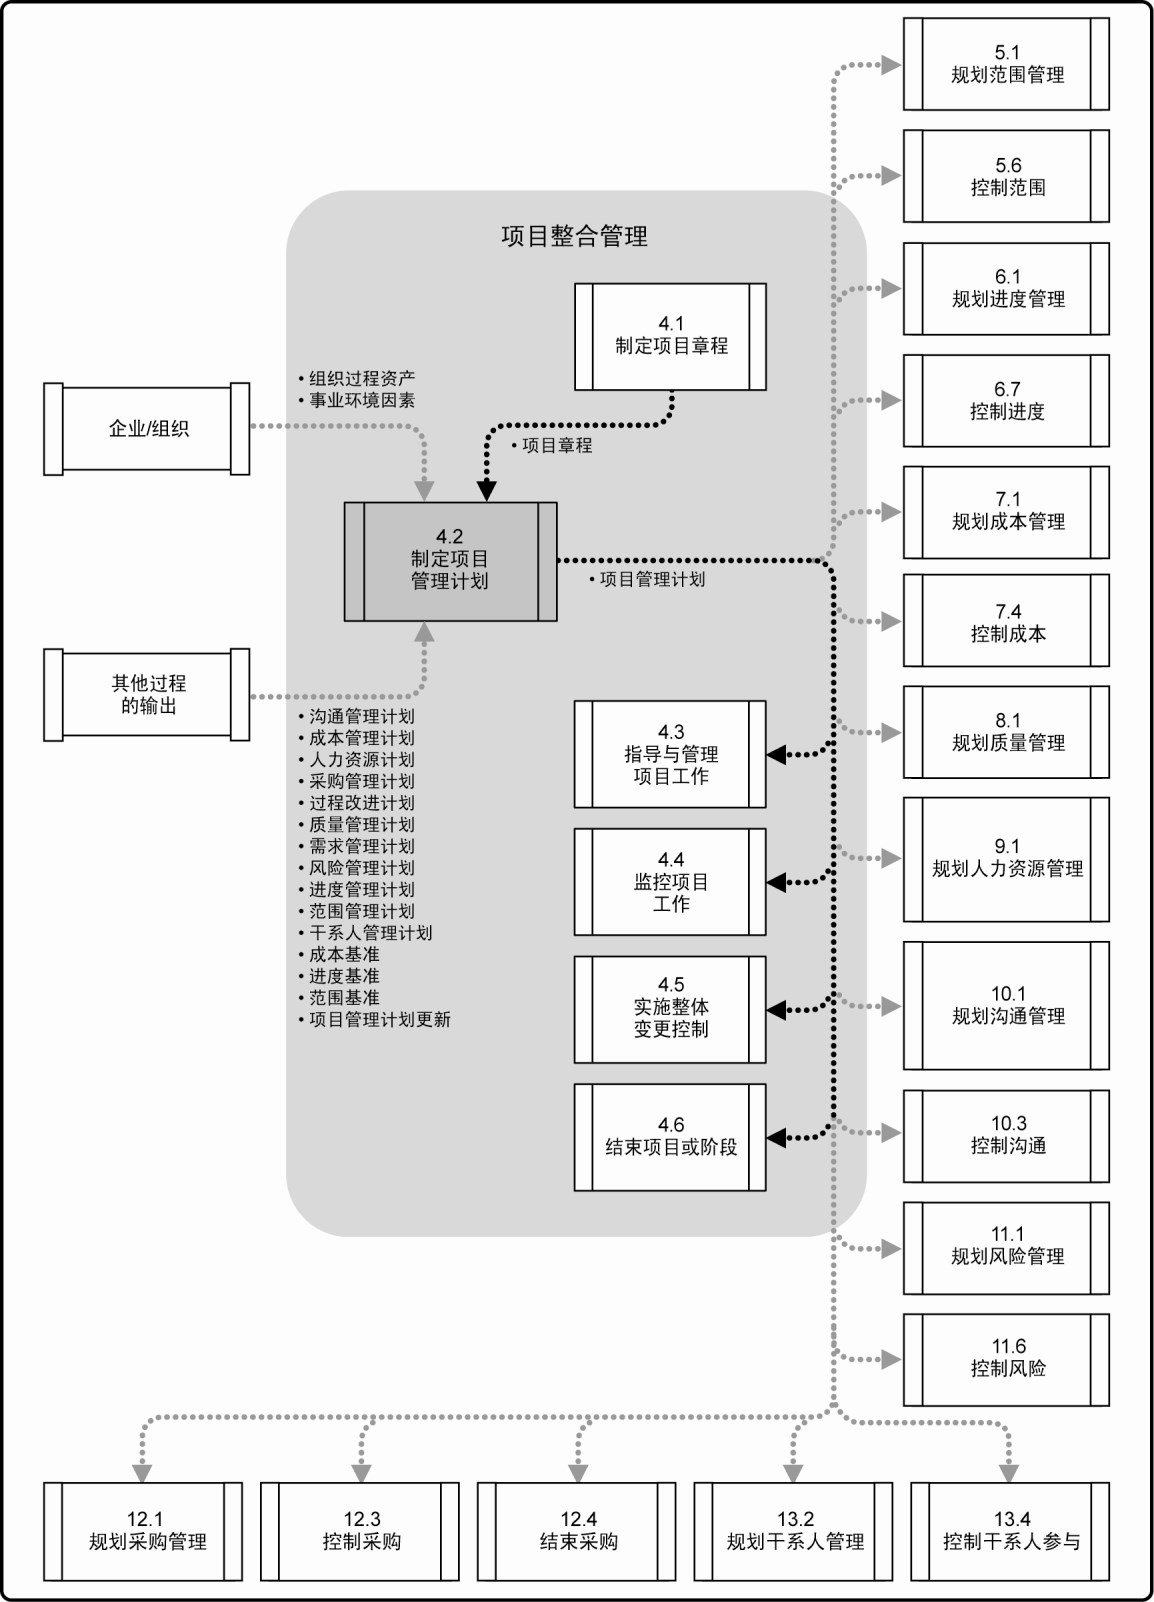 项目整合管理
4.1
制定项目章程
• 组织过程资产
• 事业环境因素
企业/组织
• 项目章程
4.2
制定项目
管理计划
• 项目管理计划
其他过程
的输出
• 沟通管理计划
• 成本管理计划
• 人力资源计划
• 采购管理计划
• 过程改进计划
• 质量管理计划
• 需求管理计划
• 风险管理计划
• 进度管理计划
• 范围管理计划
• 干系人管理计划
• 成本基准
• 进度基准
• 范围基准
• 项目管理计划更新
4.3
指导与管理
项目工作
4.4
监控项目
工作
4.5
实施整体
变更控制
4.6
结束项目或阶段
5.1
规划范围管理
5.6
控制范围
6.1
规划进度管理
6.7
控制进度
7.1
规划成本管理
7.4
控制成本
8.1
规划质量管理
9.1
规划人力资源管理
10.1
规划沟通管理
10.3
控制沟通
11.1
规划风险管理
11.6
控制风险
12.1
规划采购管理
12.3
控制采购
12.4
结束采购
13.2
规划干系人管理
13.4
控制干系人参与